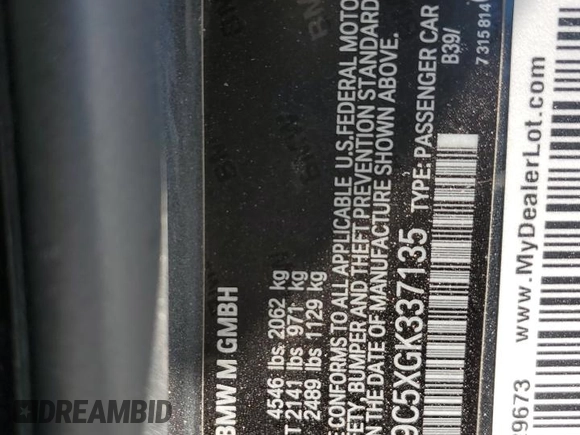 BMW M GMBH
4546 lbs 2062 kg
T 2141 lbs 971 kg
2489 lbs 1129 kg
CONFORMS TO ALL APPLICABLE U.S.FEDERAL MOTO
FETY, BUMPER AND THEFT PREVENTION STANDARD
THE DATE OF MANUFACTURE SHOWN ABOVE.
9C5XGK337135 TYPE: PASSENGER CAR
B39/
7 315 814
www.MyDealerLot.com
9673
DREAMBID